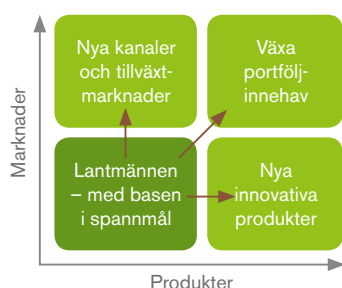 Nya kanaler
och tillväxt-
marknader
Växa
portfölj-
innehav
Marknader
Lantmännen
– med basen
i spannmål
Nya
innovativa
produkter
Produkter